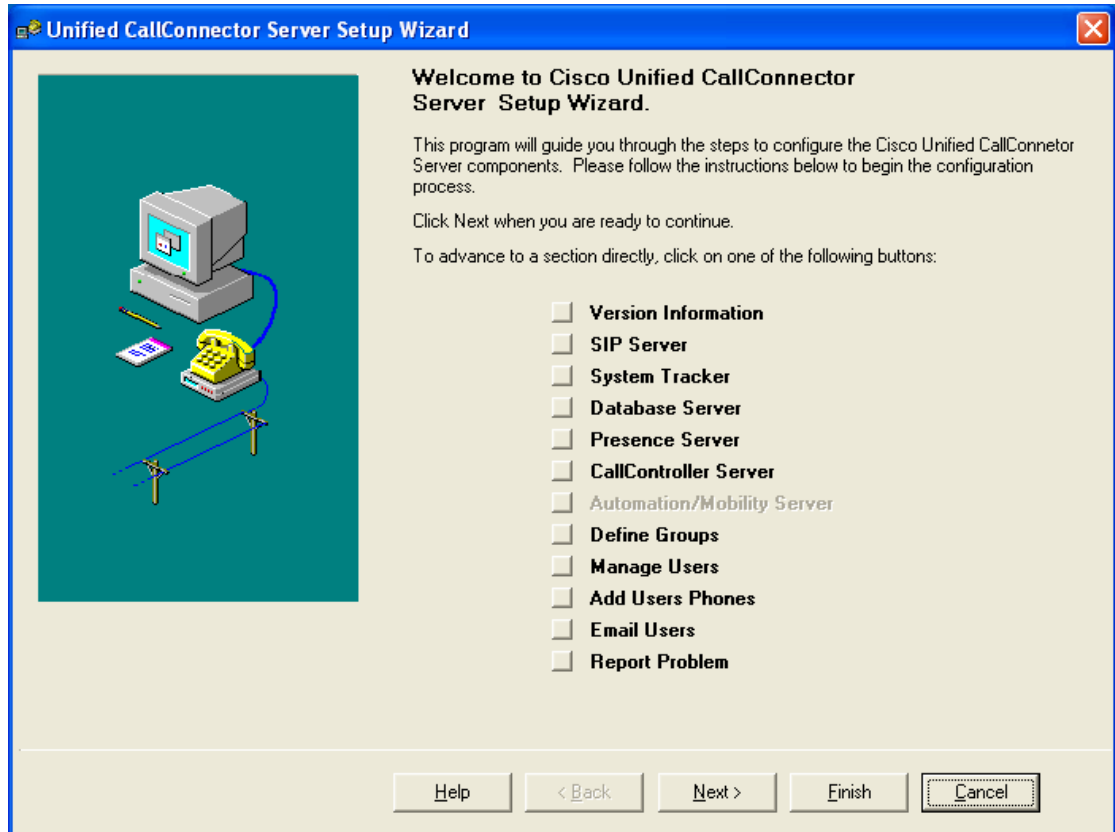 Unified CallConnector Server Setup Wizard
Welcome to Cisco Unified CallConnector
Server Setup Wizard.
This program will guide you through the steps to configure the Cisco Unified CallConnetor
Server components. Please follow the instructions below to begin the configuration
process.
Click Next when you are ready to continue.
To advance to a section directly, click on one of the following buttons:
Version Information
SIP Server
System Tracker
Database Server
Presence Server
CallController Server
Automation/Mobility Server
Define Groups
Manage Users
Add Users Phones
Email Users
Report Problem
Help
< Back
Next >
Finish
Cancel